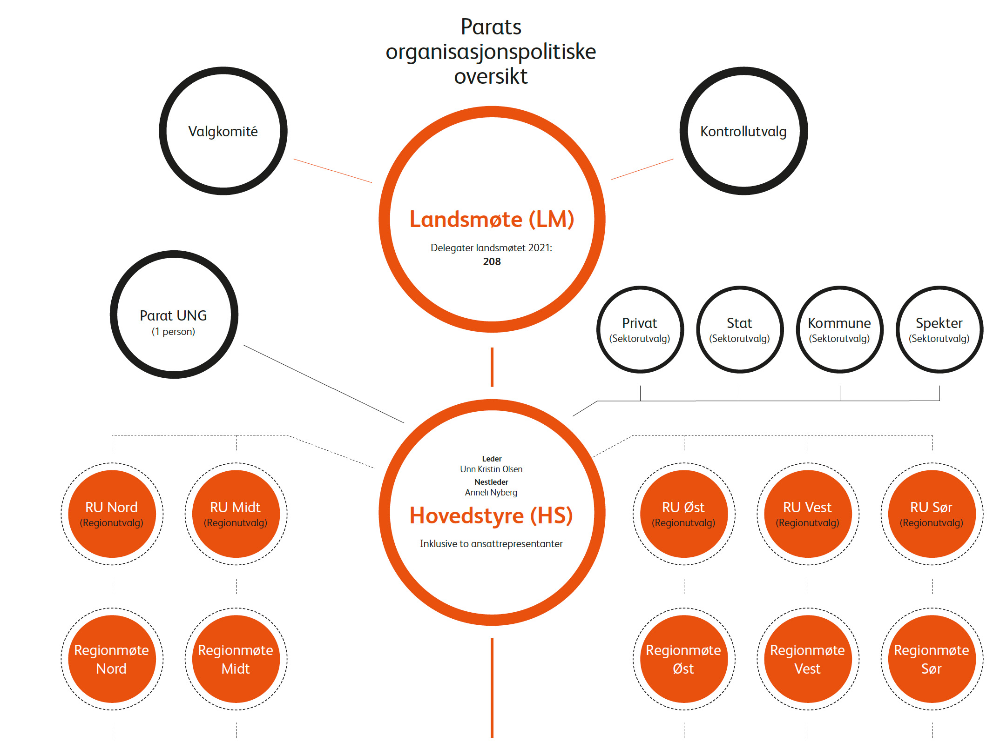 Parats
organisasjonspolitiske
oversikt
Valgkomité
Kontrollutvalg
Landsmøte (LM)
Delegater landsmøtet 2021:
208
Parat UNG
(1 person)
Privat
(Sektorutvalg)
Stat
(Sektorutvalg)
Kommune
(Sektorutvalg)
Spekter
(Sektorutvalg)
Leder
Unn Kristin Olsen
Nestleder
Anneli Nyberg
Hovedstyre (HS)
Inklusive to ansattrepresentanter
RU Nord
(Regionutvalg)
RU Midt
(Regionutvalg)
RU Øst
(Regionutvalg)
RU Vest
(Regionutvalg)
RU Sør
(Regionutvalg)
Regionmøte
Nord
Regionmøte
Midt
Regionmøte
Øst
Regionmøte
Vest
Regionmøte
Sør